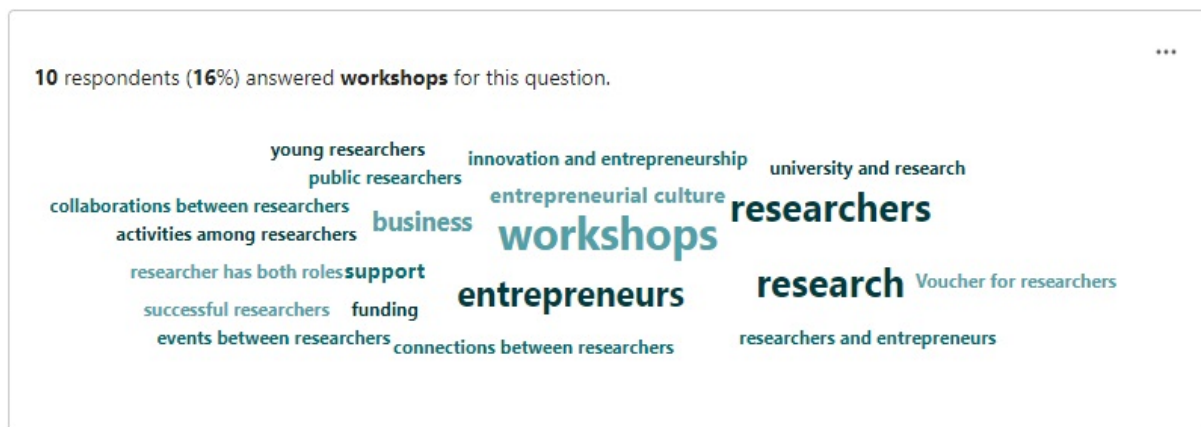 ...
10 respondents (16%) answered workshops for this question.
young researchers
innovation and entrepreneurship
university and research
public researchers
entrepreneurial culture
collaborations between researchers
business
researchers
activities among researchers
workshops
researcher has both roles
support
entrepreneurs
research
Voucher for researchers
successful researchers
funding
events between researchers
connections between researchers
researchers and entrepreneurs